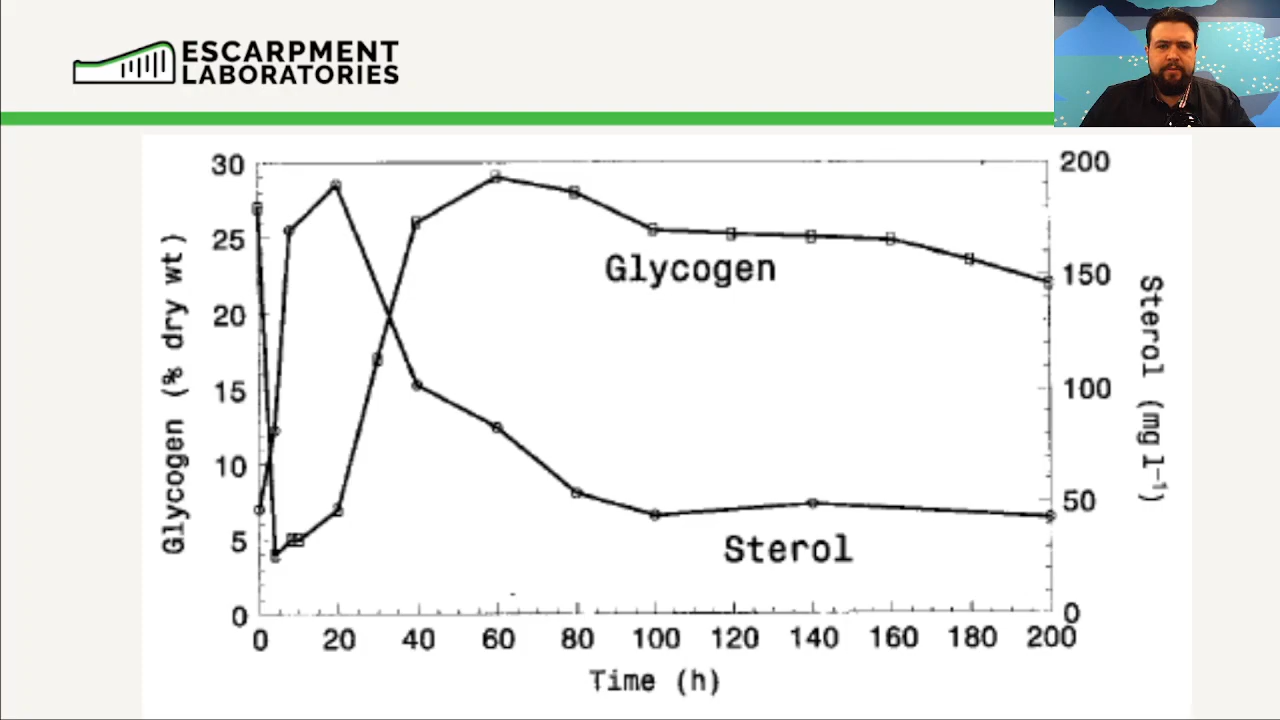 ESCARPMENT
LABORATORIES
30
25
20
15
10
5
0
Glycogen (% dry wt)
200
150
100
50
0
Sterol (mg l⁻¹)
Glycogen
Sterol
0 20 40 60 80 100 120 140 160 180 200
Time (h)